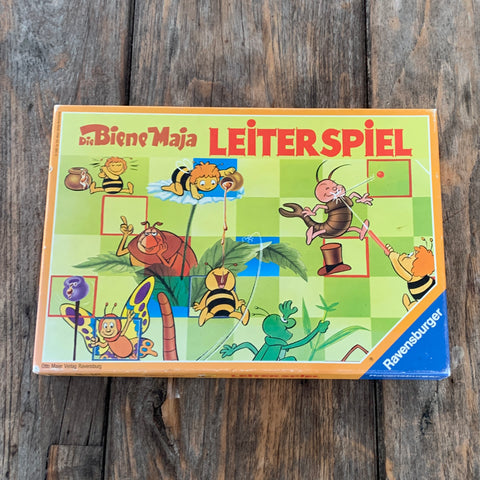 Die Biene Maja LEiTERSPiEL
Ravensburger
Otto Maier Verlag Ravensburg